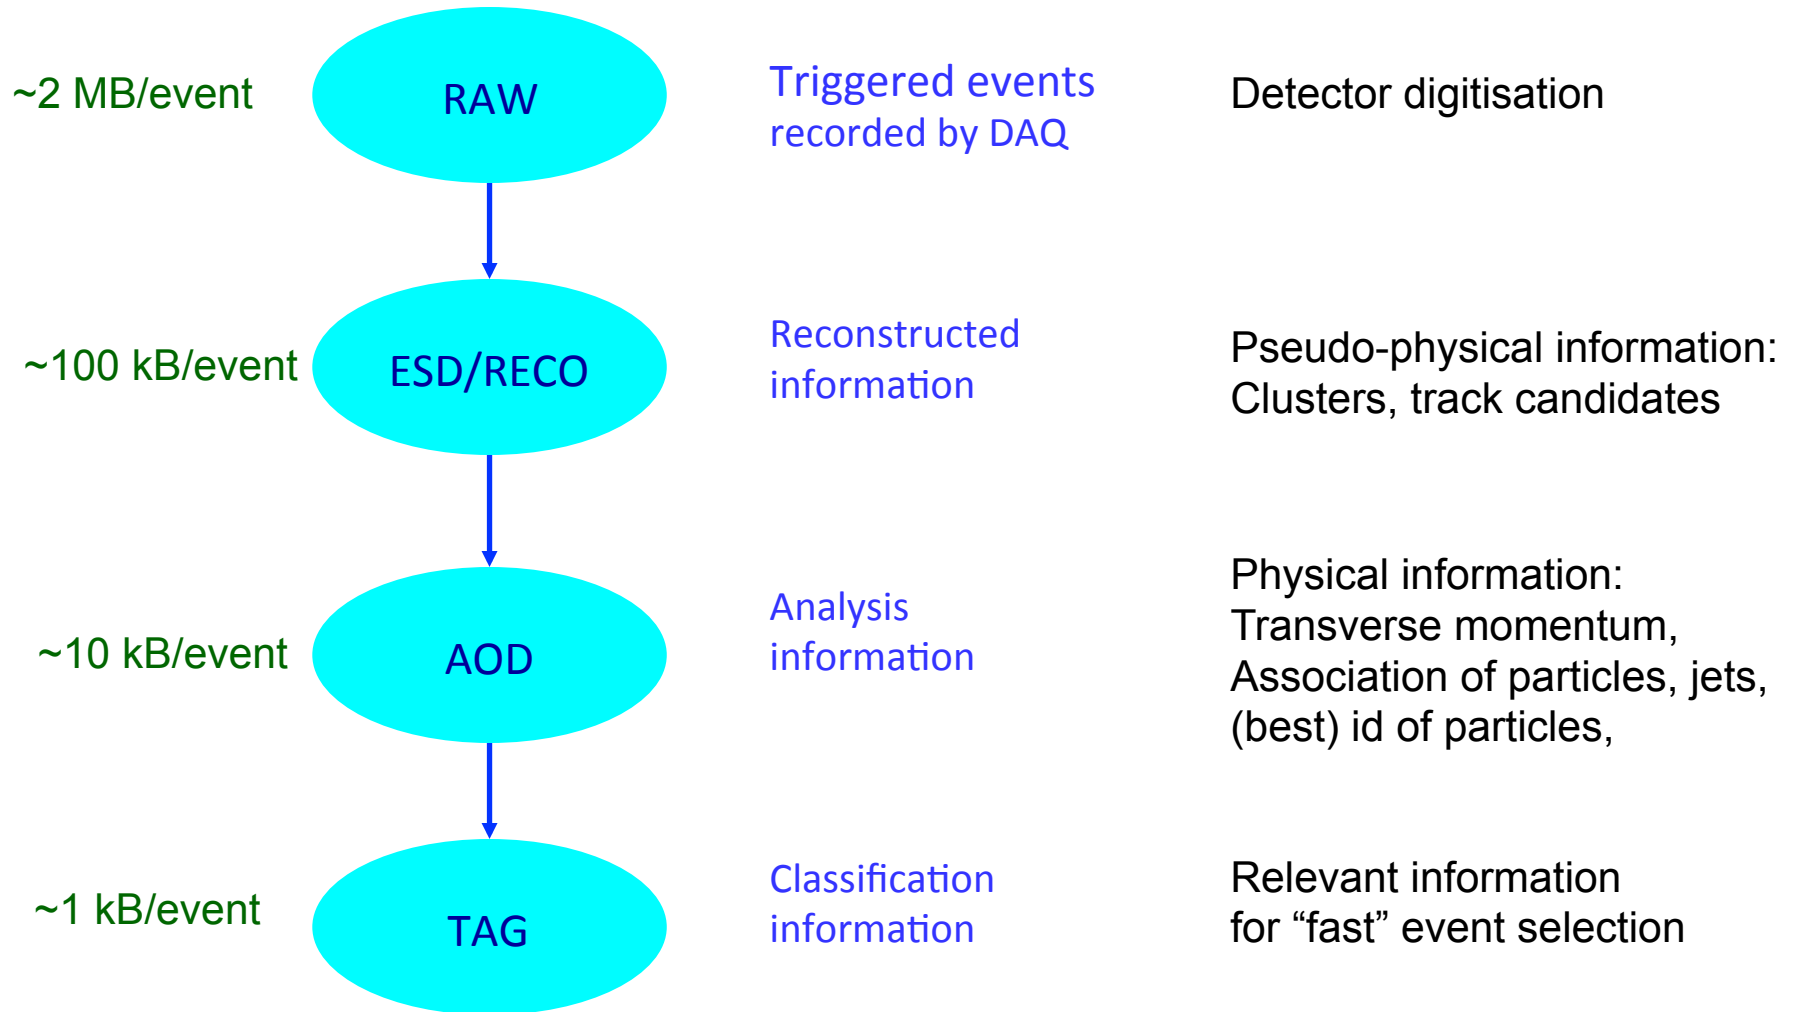 ~2 MB/event
RAW
Triggered events
recorded by DAQ
Detector digitisation
~100 kB/event
ESD/RECO
Reconstructed
information
Pseudo-physical information:
Clusters, track candidates
~10 kB/event
AOD
Analysis
information
Physical information:
Transverse momentum,
Association of particles, jets,
(best) id of particles,
~1 kB/event
TAG
Classification
information
Relevant information
for “fast” event selection